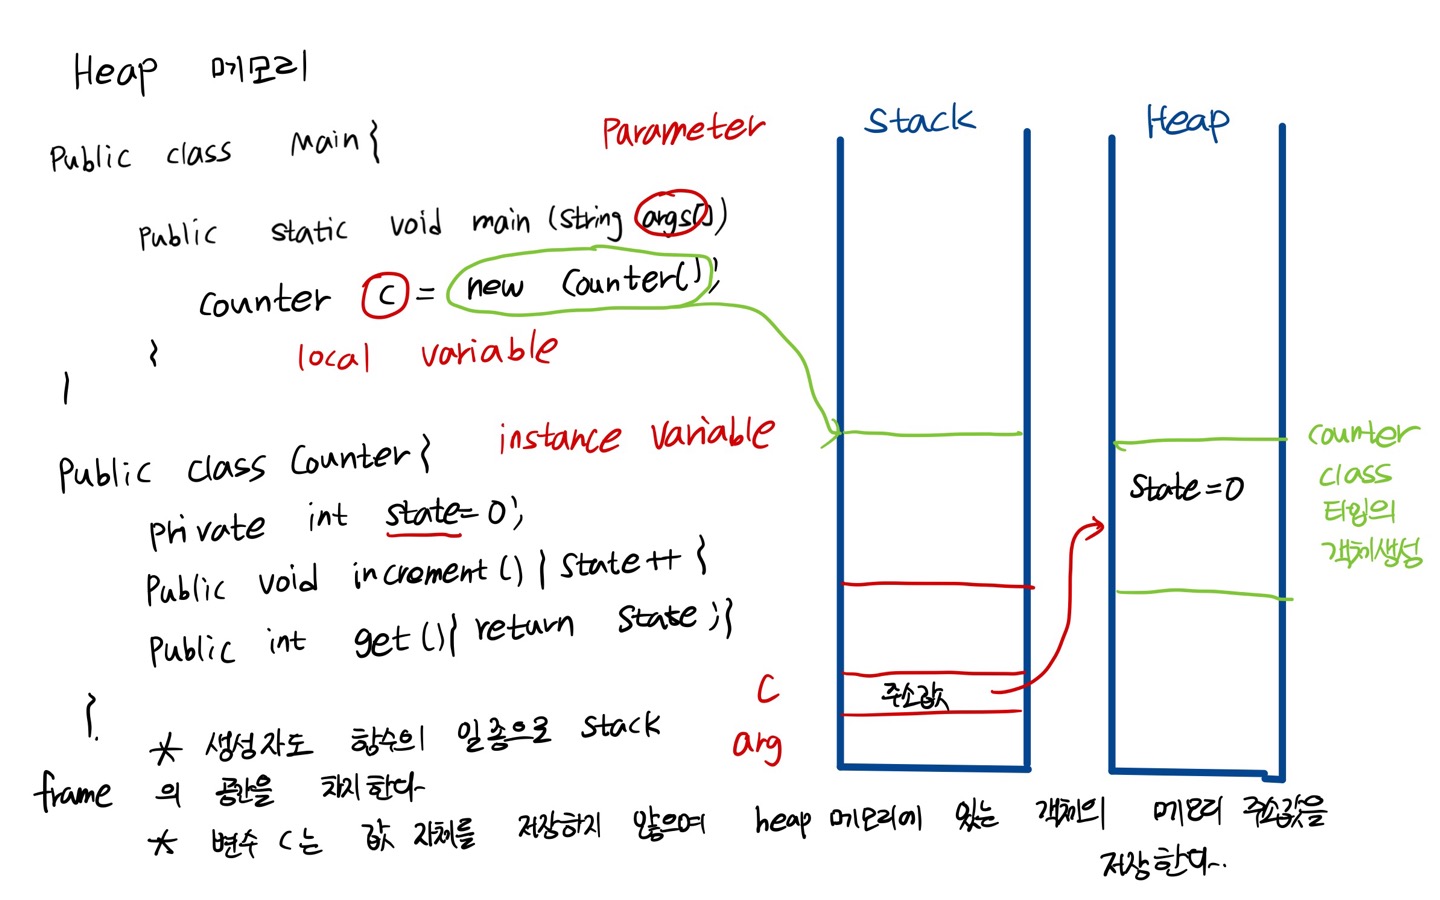 Heap 메모리
Public class Main{
Parameter
Public static void main (string args[])
counter c = new Counter();
}
local variable
}
instance variable
Public class Counter{
private int state=0;
Public void increment() { state++ }
Public int get(){ return state; }
}.
* 생성자도 함수의 일종으로 stack
frame 의 공간을 차지한다.
* 변수 c는 값 자체를 저장하지 않으며 heap 메모리에 있는 객체의 메모리 주소값을
저장한다..
Stack
C
주소값
arg
Heap
State=0
counter
class
타입의
객체생성